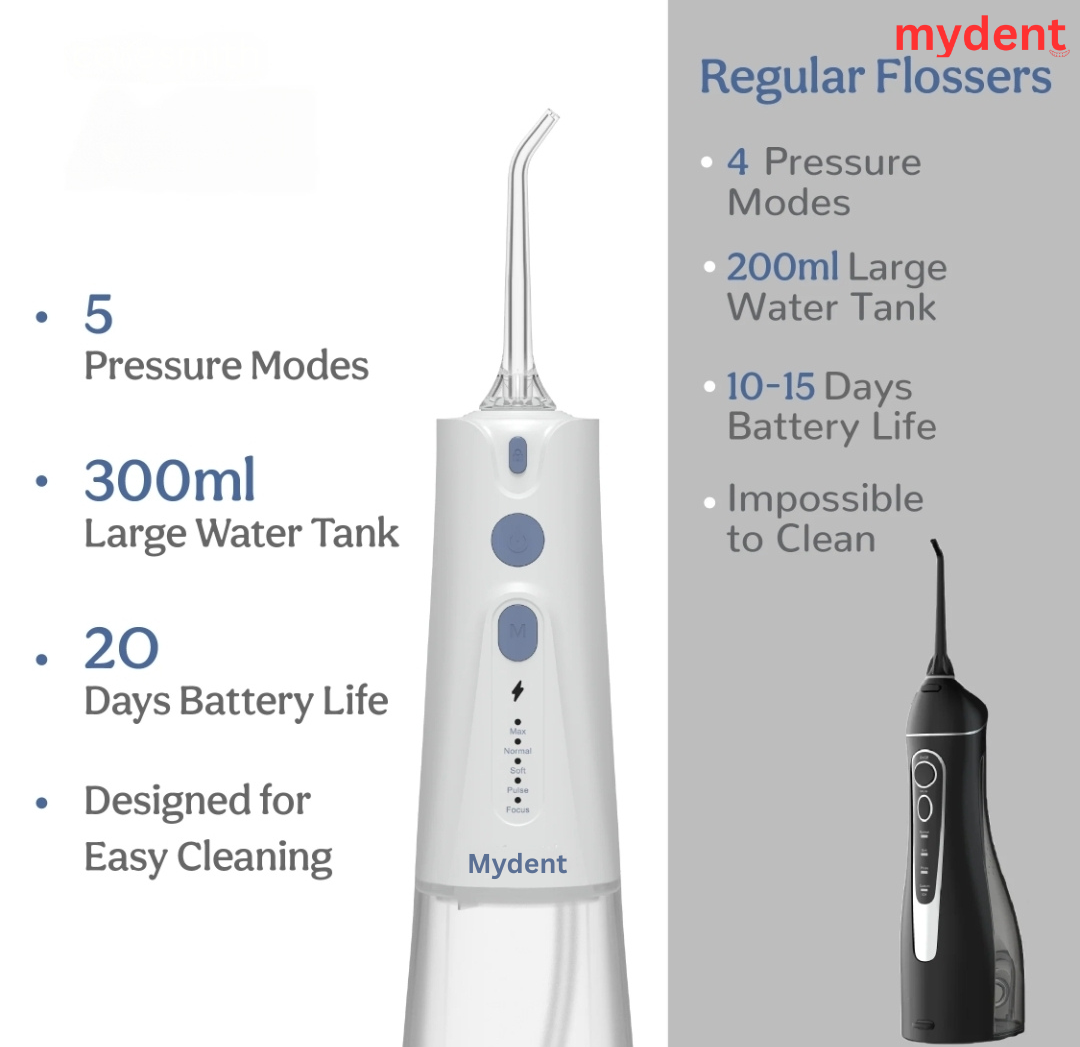 mydent
Regular Flossers
4 Pressure
Modes
200ml Large
Water Tank
10-15 Days
Battery Life
Impossible
to Clean
5
Pressure Modes
300ml
Large Water Tank
20
Days Battery Life
Designed for
Easy Cleaning
M
Max
Normal
Soft
Pulse
Focus
Mydent